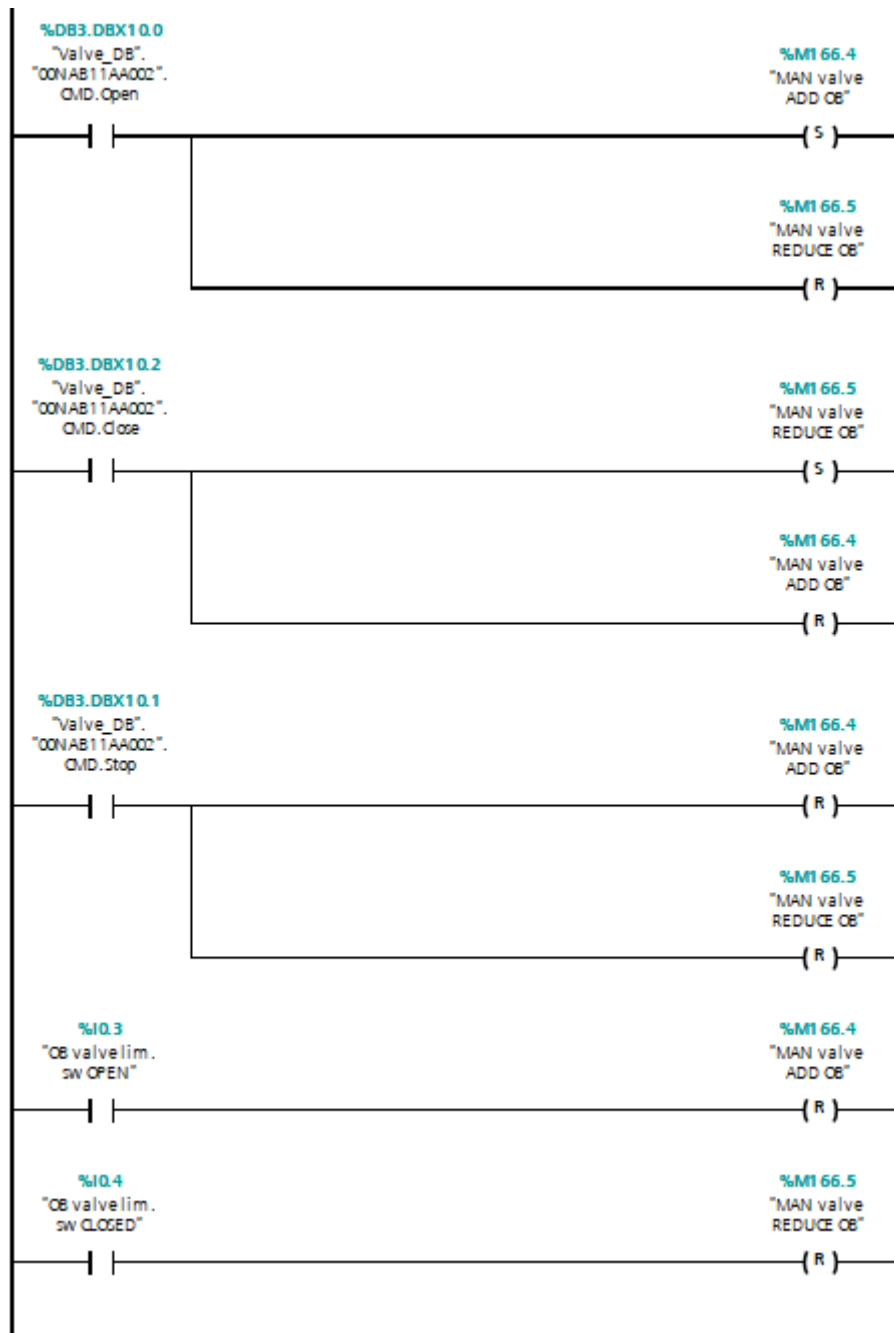 %DB3.DBX10.0
"Valve_DB".
"00NAB11AA002".
CMD.Open
%M166.4
"MAN valve
ADD OB"
S
%M166.5
"MAN valve
REDUCE OB"
R
%DB3.DBX10.2
"Valve_DB".
"00NAB11AA002".
CMD.Close
%M166.5
"MAN valve
REDUCE OB"
S
%M166.4
"MAN valve
ADD OB"
R
%DB3.DBX10.1
"Valve_DB".
"00NAB11AA002".
CMD.Stop
%M166.4
"MAN valve
ADD OB"
R
%M166.5
"MAN valve
REDUCE OB"
R
%I0.3
"OB valve lim.
sw OPEN"
%M166.4
"MAN valve
ADD OB"
R
%I0.4
"OB valve lim.
sw CLOSED"
%M166.5
"MAN valve
REDUCE OB"
R